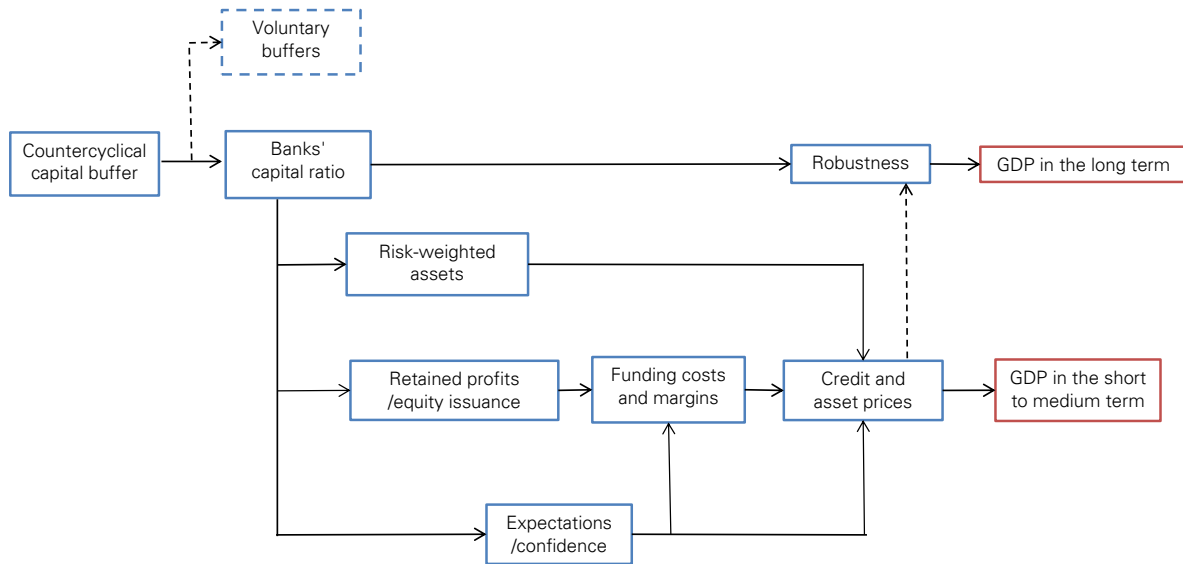 Voluntary
buffers
Countercyclical
capital buffer
Banks'
capital ratio
Robustness
GDP in the long term
Risk-weighted
assets
Retained profits
/equity issuance
Funding costs
and margins
Credit and
asset prices
GDP in the short
to medium term
Expectations
/confidence